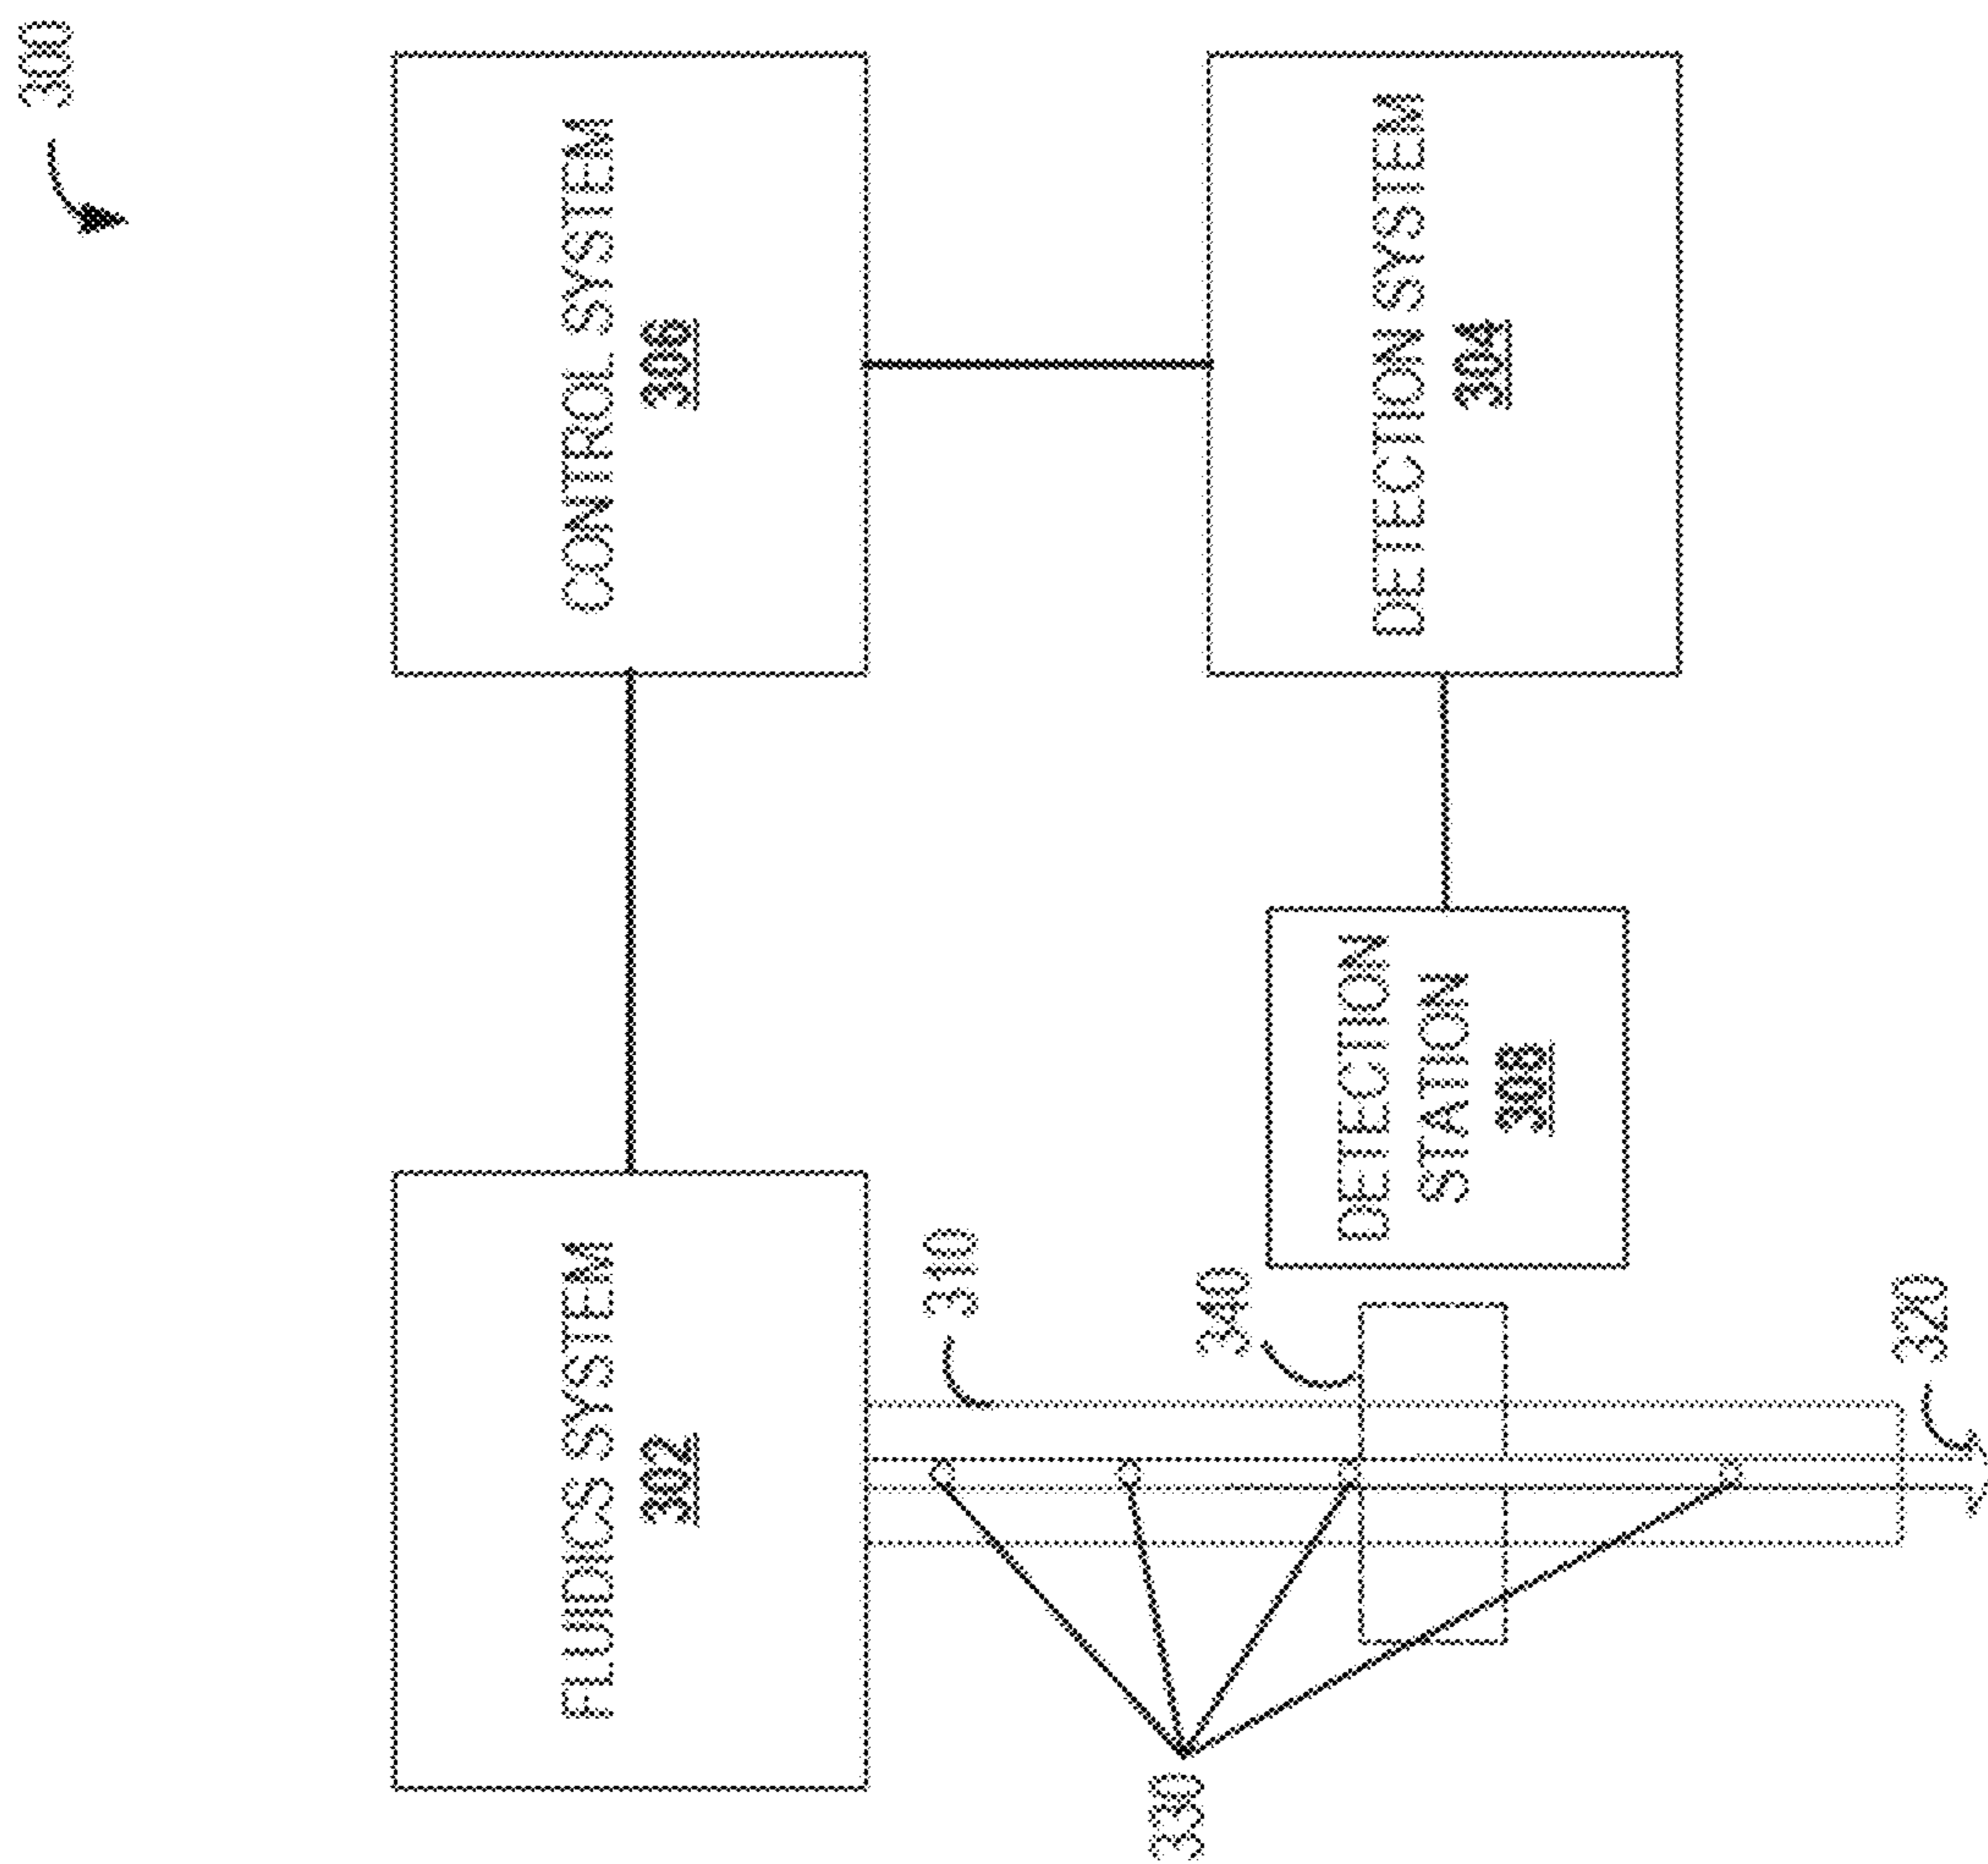 300
CONTROL SYSTEM
306
DETECTION SYSTEM
304
FLUIDICS SYSTEM
302
DETECTION
STATION
308
310
340
320
330